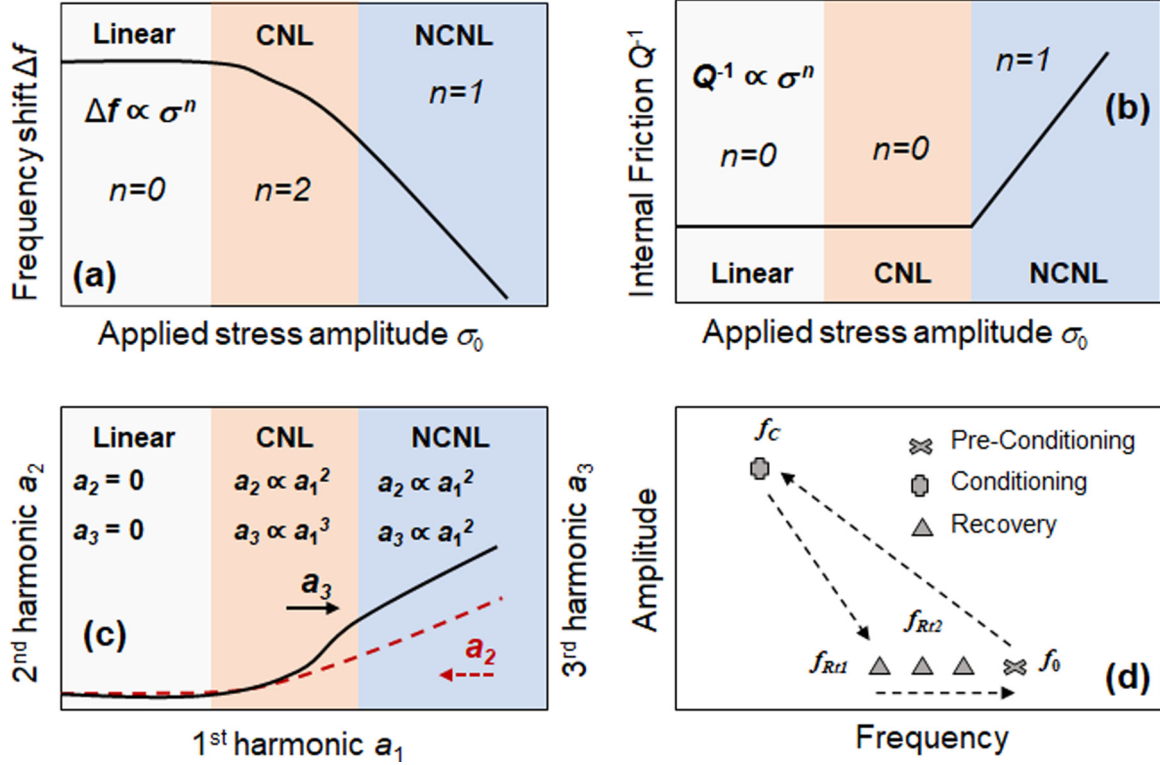 Linear CNL NCNL
n=1
Δf ∝ σⁿ
n=0 n=2
(a)
Frequency shift Δf
Applied stress amplitude σ₀
n=1
Q⁻¹ ∝ σⁿ
(b)
n=0 n=0
Linear CNL NCNL
Internal Friction Q⁻¹
Applied stress amplitude σ₀
Linear CNL NCNL
a₂ = 0 a₂ ∝ a₁² a₂ ∝ a₁²
a₃ = 0 a₃ ∝ a₁³ a₃ ∝ a₁²
a₃
(c)
a₂
2ⁿᵈ harmonic a₂
3ʳᵈ harmonic a₃
1ˢᵗ harmonic a₁
f_C
Pre-Conditioning
Conditioning
Recovery
f_Rt2
f_Rt1 f₀
(d)
Amplitude
Frequency